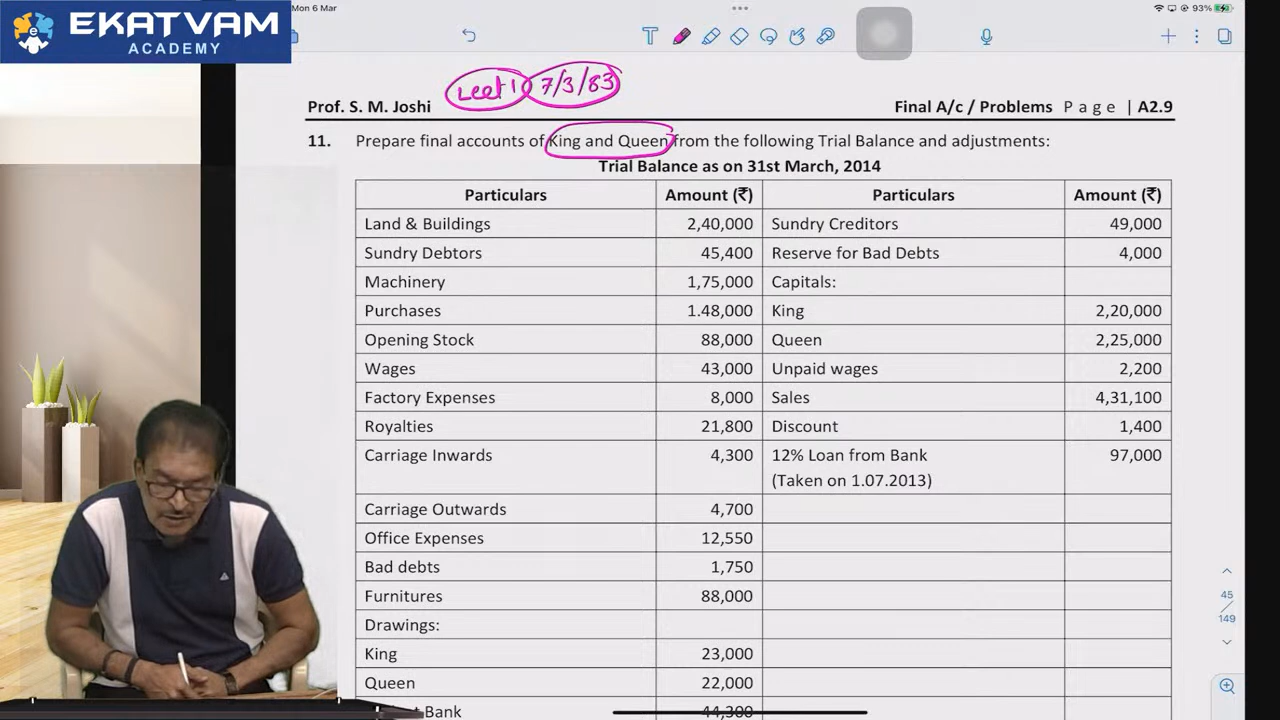 EKATVAM
ACADEMY
Mon 6 Mar
93%
Lect 1 7/3/83
Prof. S. M. Joshi Final A/c / Problems Page | A2.9
11. Prepare final accounts of King and Queen from the following Trial Balance and adjustments:
Trial Balance as on 31st March, 2014
Particulars Amount (₹) Particulars Amount (₹)
Land & Buildings 2,40,000 Sundry Creditors 49,000
Sundry Debtors 45,400 Reserve for Bad Debts 4,000
Machinery 1,75,000 Capitals:
Purchases 1.48,000 King 2,20,000
Opening Stock 88,000 Queen 2,25,000
Wages 43,000 Unpaid wages 2,200
Factory Expenses 8,000 Sales 4,31,100
Royalties 21,800 Discount 1,400
Carriage Inwards 4,300 12% Loan from Bank 97,000
(Taken on 1.07.2013)
Carriage Outwards 4,700
Office Expenses 12,550
Bad debts 1,750
Furnitures 88,000
Drawings:
King 23,000
Queen 22,000
Bank 44,300
45
149